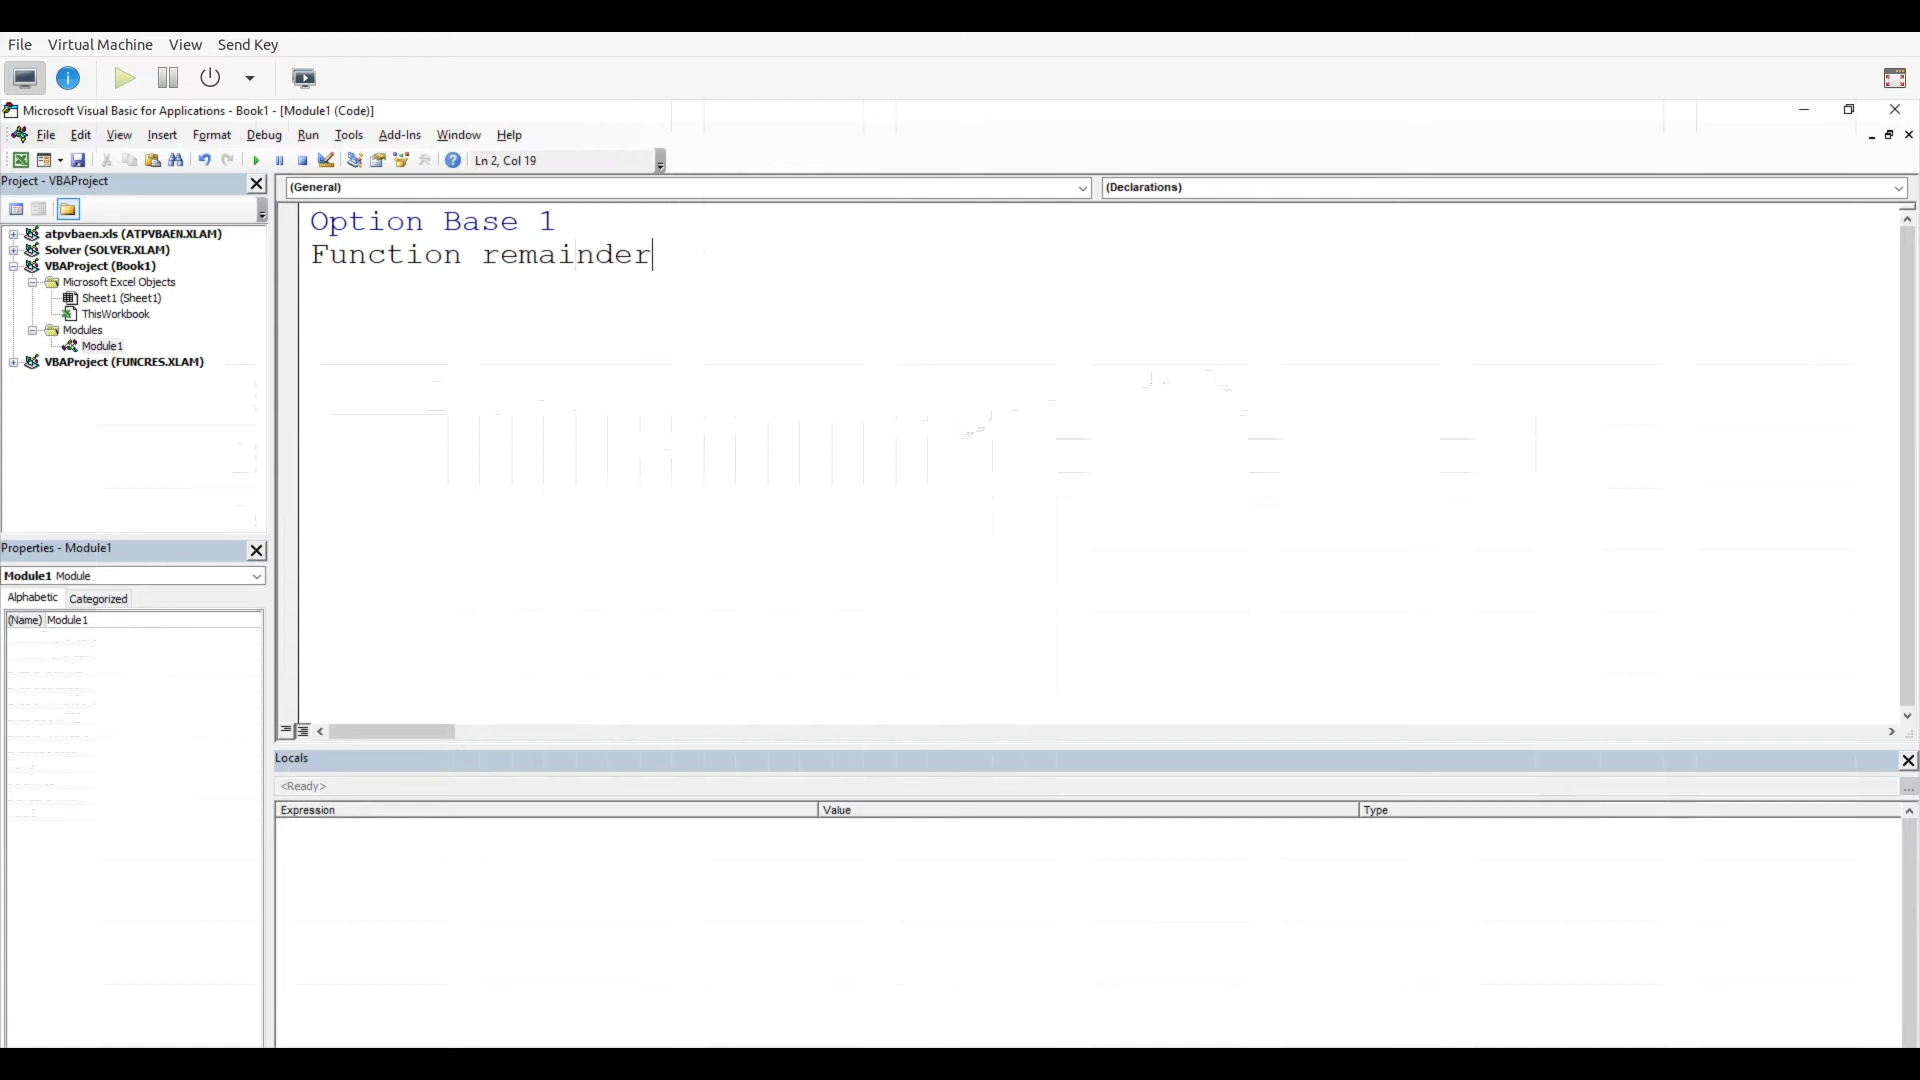 File Virtual Machine View Send Key
Microsoft Visual Basic for Applications - Book1 - [Module1 (Code)]
File Edit View Insert Format Debug Run Tools Add-Ins Window Help
Ln 2, Col 19
Project - VBAProject
(General) (Declarations)
Option Base 1
Function remainder
atpvbaen.xls (ATPVBAEN.XLAM)
Solver (SOLVER.XLAM)
VBAProject (Book1)
Microsoft Excel Objects
Sheet1 (Sheet1)
ThisWorkbook
Modules
Module1
VBAProject (FUNCRES.XLAM)
Properties - Module1
Module1 Module
Alphabetic Categorized
(Name) Module1
Locals
<Ready>
Expression Value Type